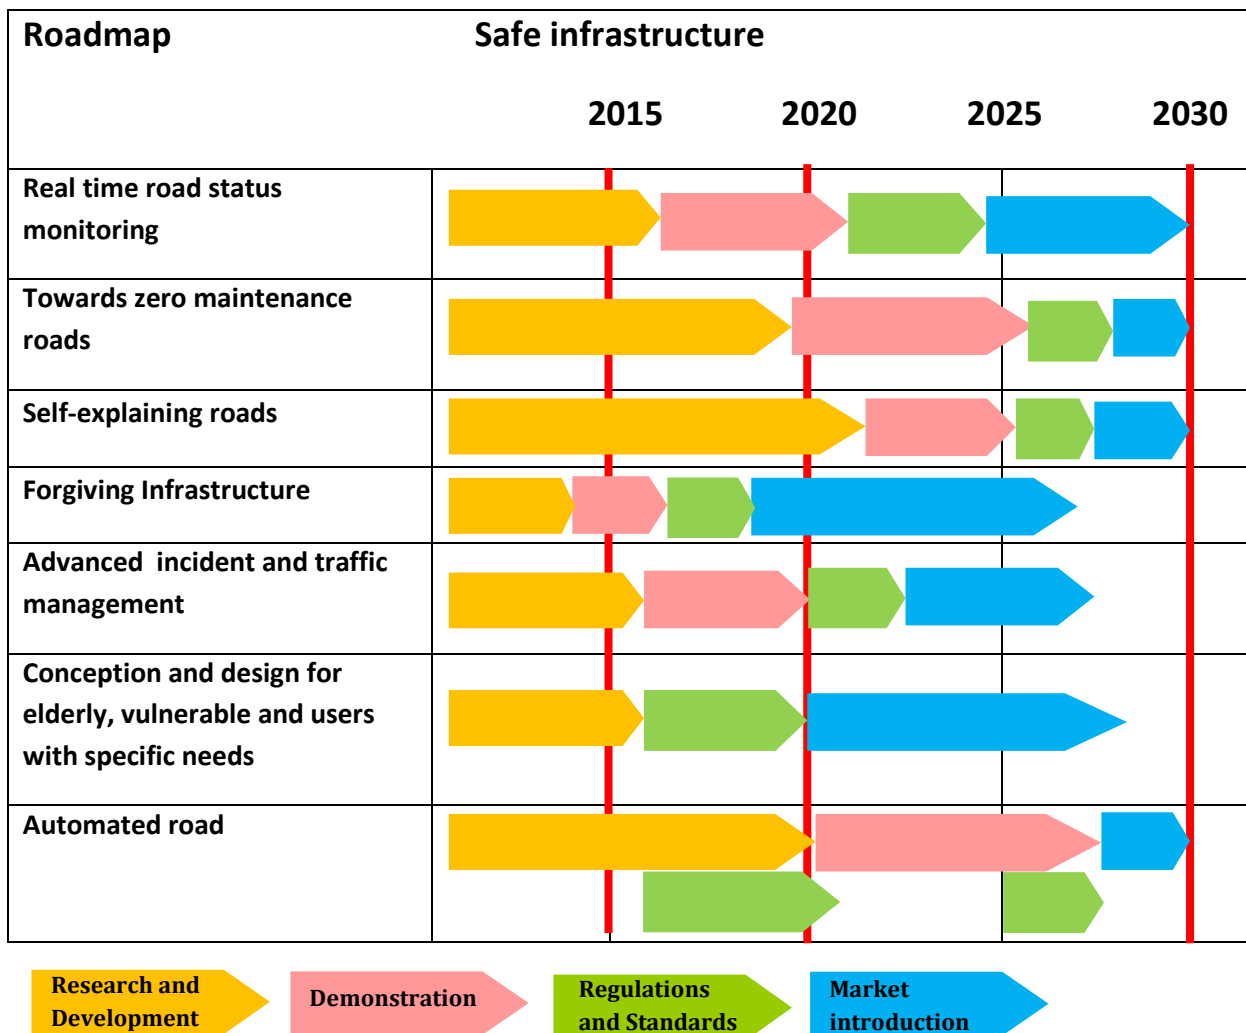 Roadmap Safe infrastructure
2015 2020 2025 2030
Real time road status
monitoring
Towards zero maintenance
roads
Self-explaining roads
Forgiving Infrastructure
Advanced incident and traffic
management
Conception and design for
elderly, vulnerable and users
with specific needs
Automated road
Research and
Development
Demonstration
Regulations
and Standards
Market
introduction